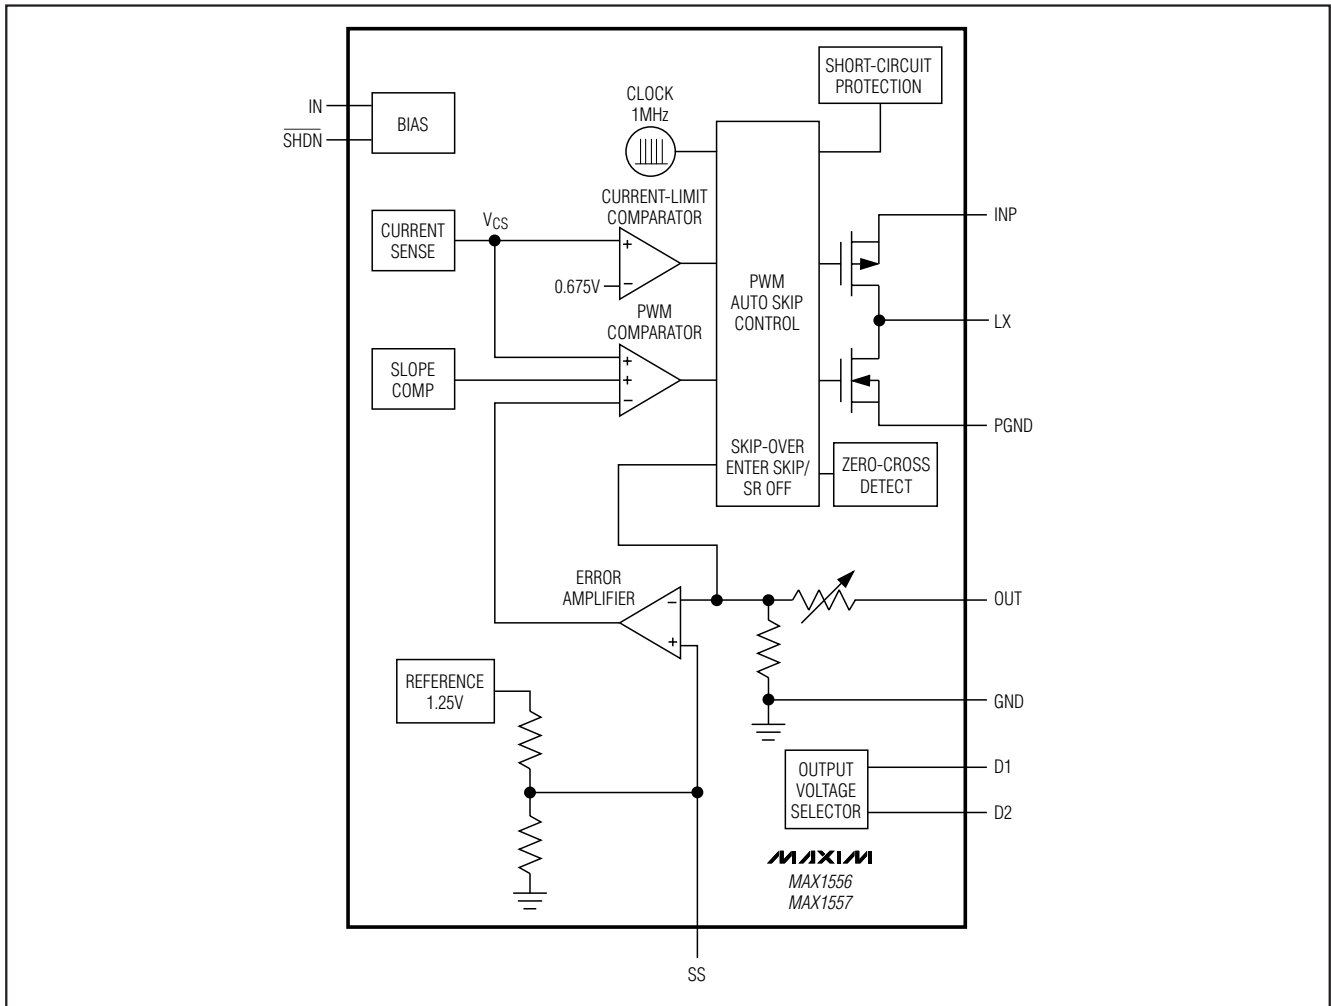 SHORT-CIRCUIT
PROTECTION
CLOCK
1MHz
IN
SHDN
BIAS
CURRENT-LIMIT
COMPARATOR
CURRENT
SENSE
VCS
+
−
0.675V
INP
PWM
AUTO SKIP
CONTROL
LX
PWM
COMPARATOR
SLOPE
COMP
+
+
−
PGND
SKIP-OVER
ENTER SKIP/
SR OFF
ZERO-CROSS
DETECT
ERROR
AMPLIFIER
−
+
OUT
REFERENCE
1.25V
GND
OUTPUT
VOLTAGE
SELECTOR
D1
D2
MAXIM
MAX1556
MAX1557
SS